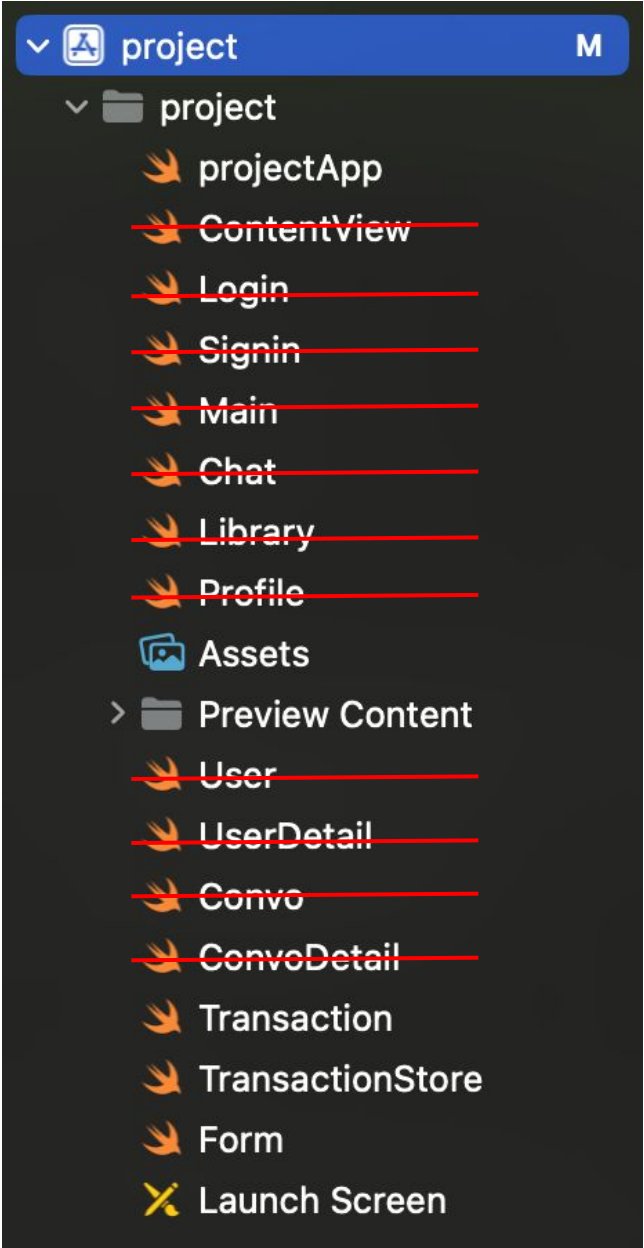 project M
project
projectApp
ContentView
Login
Signin
Main
Chat
Library
Profile
Assets
Preview Content
User
UserDetail
Convo
ConvoDetail
Transaction
TransactionStore
Form
Launch Screen